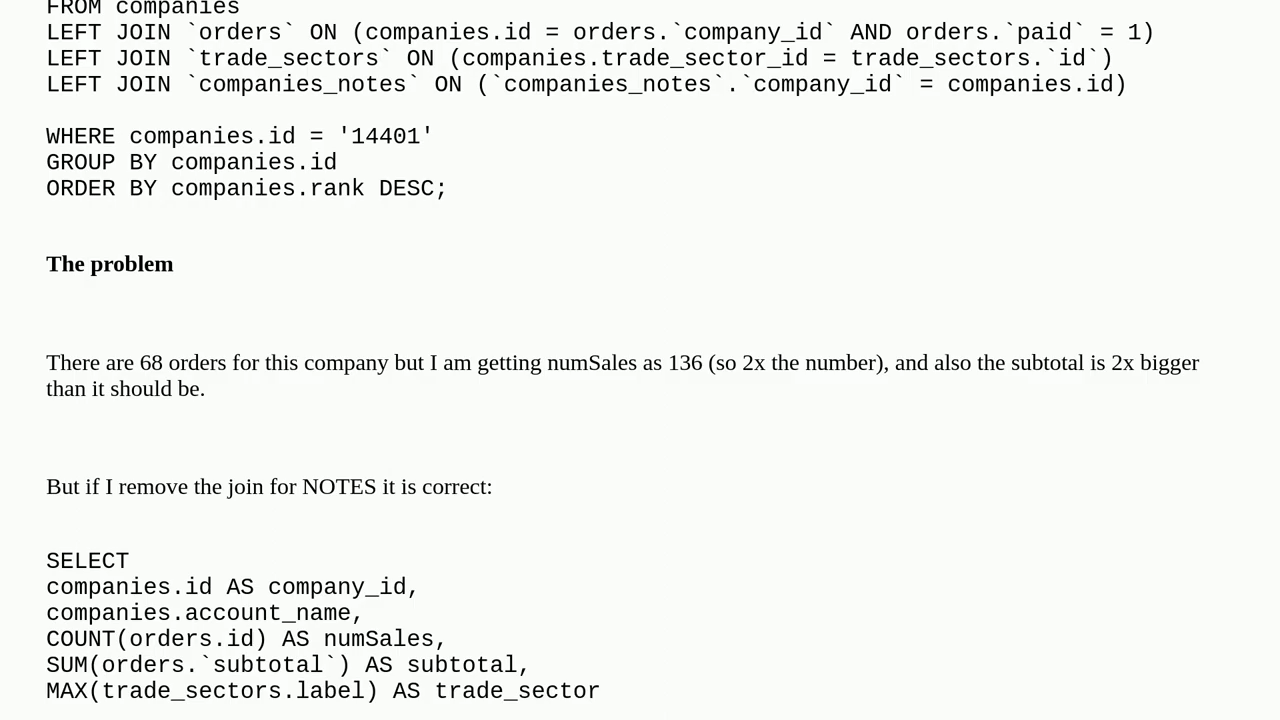 FROM companies
LEFT JOIN `orders` ON (companies.id = orders.`company_id` AND orders.`paid` = 1)
LEFT JOIN `trade_sectors` ON (companies.trade_sector_id = trade_sectors.`id`)
LEFT JOIN `companies_notes` ON (`companies_notes`.`company_id` = companies.id)
WHERE companies.id = '14401'
GROUP BY companies.id
ORDER BY companies.rank DESC;
The problem
There are 68 orders for this company but I am getting numSales as 136 (so 2x the number), and also the subtotal is 2x bigger
than it should be.
But if I remove the join for NOTES it is correct:
SELECT
companies.id AS company_id,
companies.account_name,
COUNT(orders.id) AS numSales,
SUM(orders.`subtotal`) AS subtotal,
MAX(trade_sectors.label) AS trade_sector